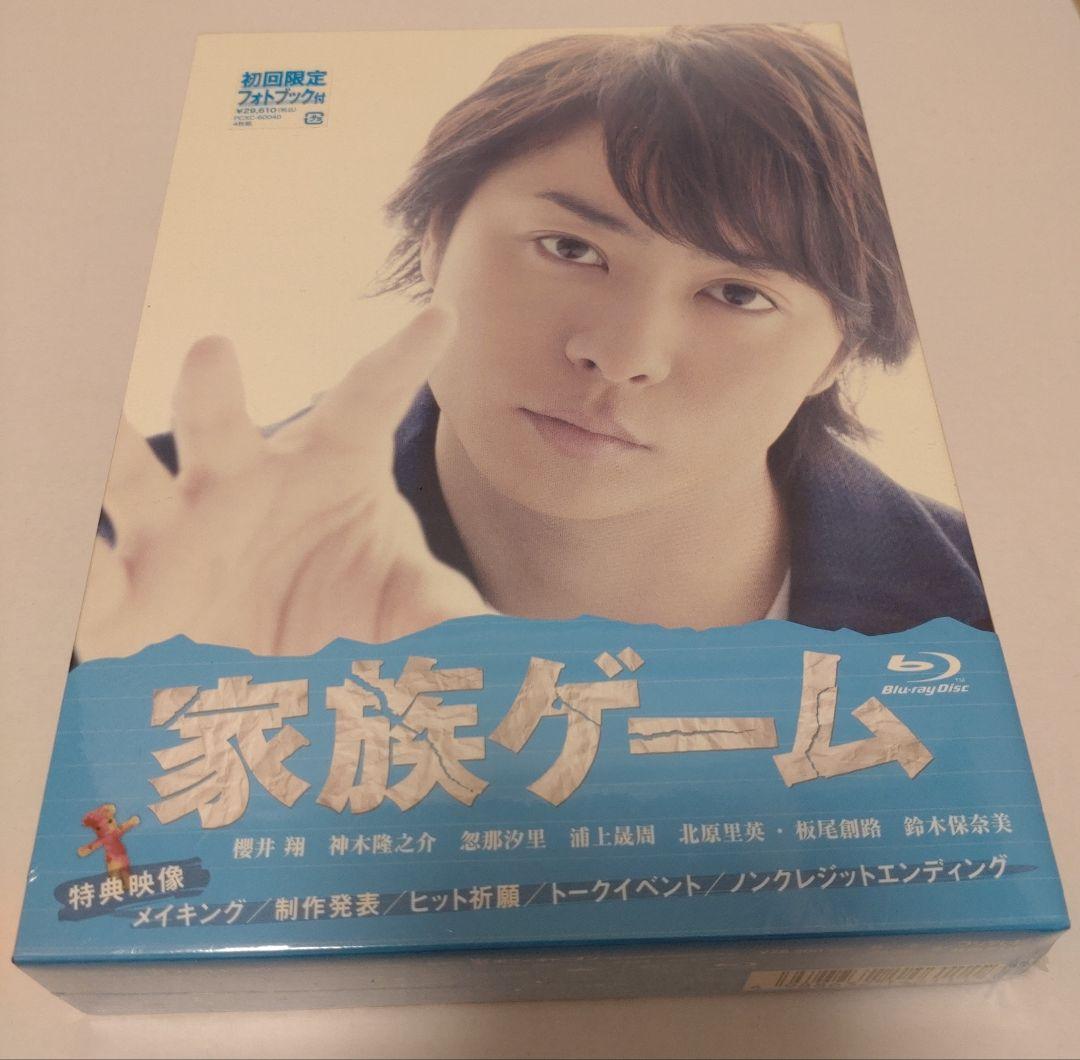 初回限定
フォトブック付
¥29,610(税込)
PCXC-60040
4枚組
家族ゲーム
Blu-ray Disc
TM
櫻井 翔 神木隆之介 忽那汐里 浦上晟周 北原里英・板尾創路 鈴木保奈美
特典映像
メイキング/制作発表/ヒット祈願/トークイベント/ノンクレジットエンディング